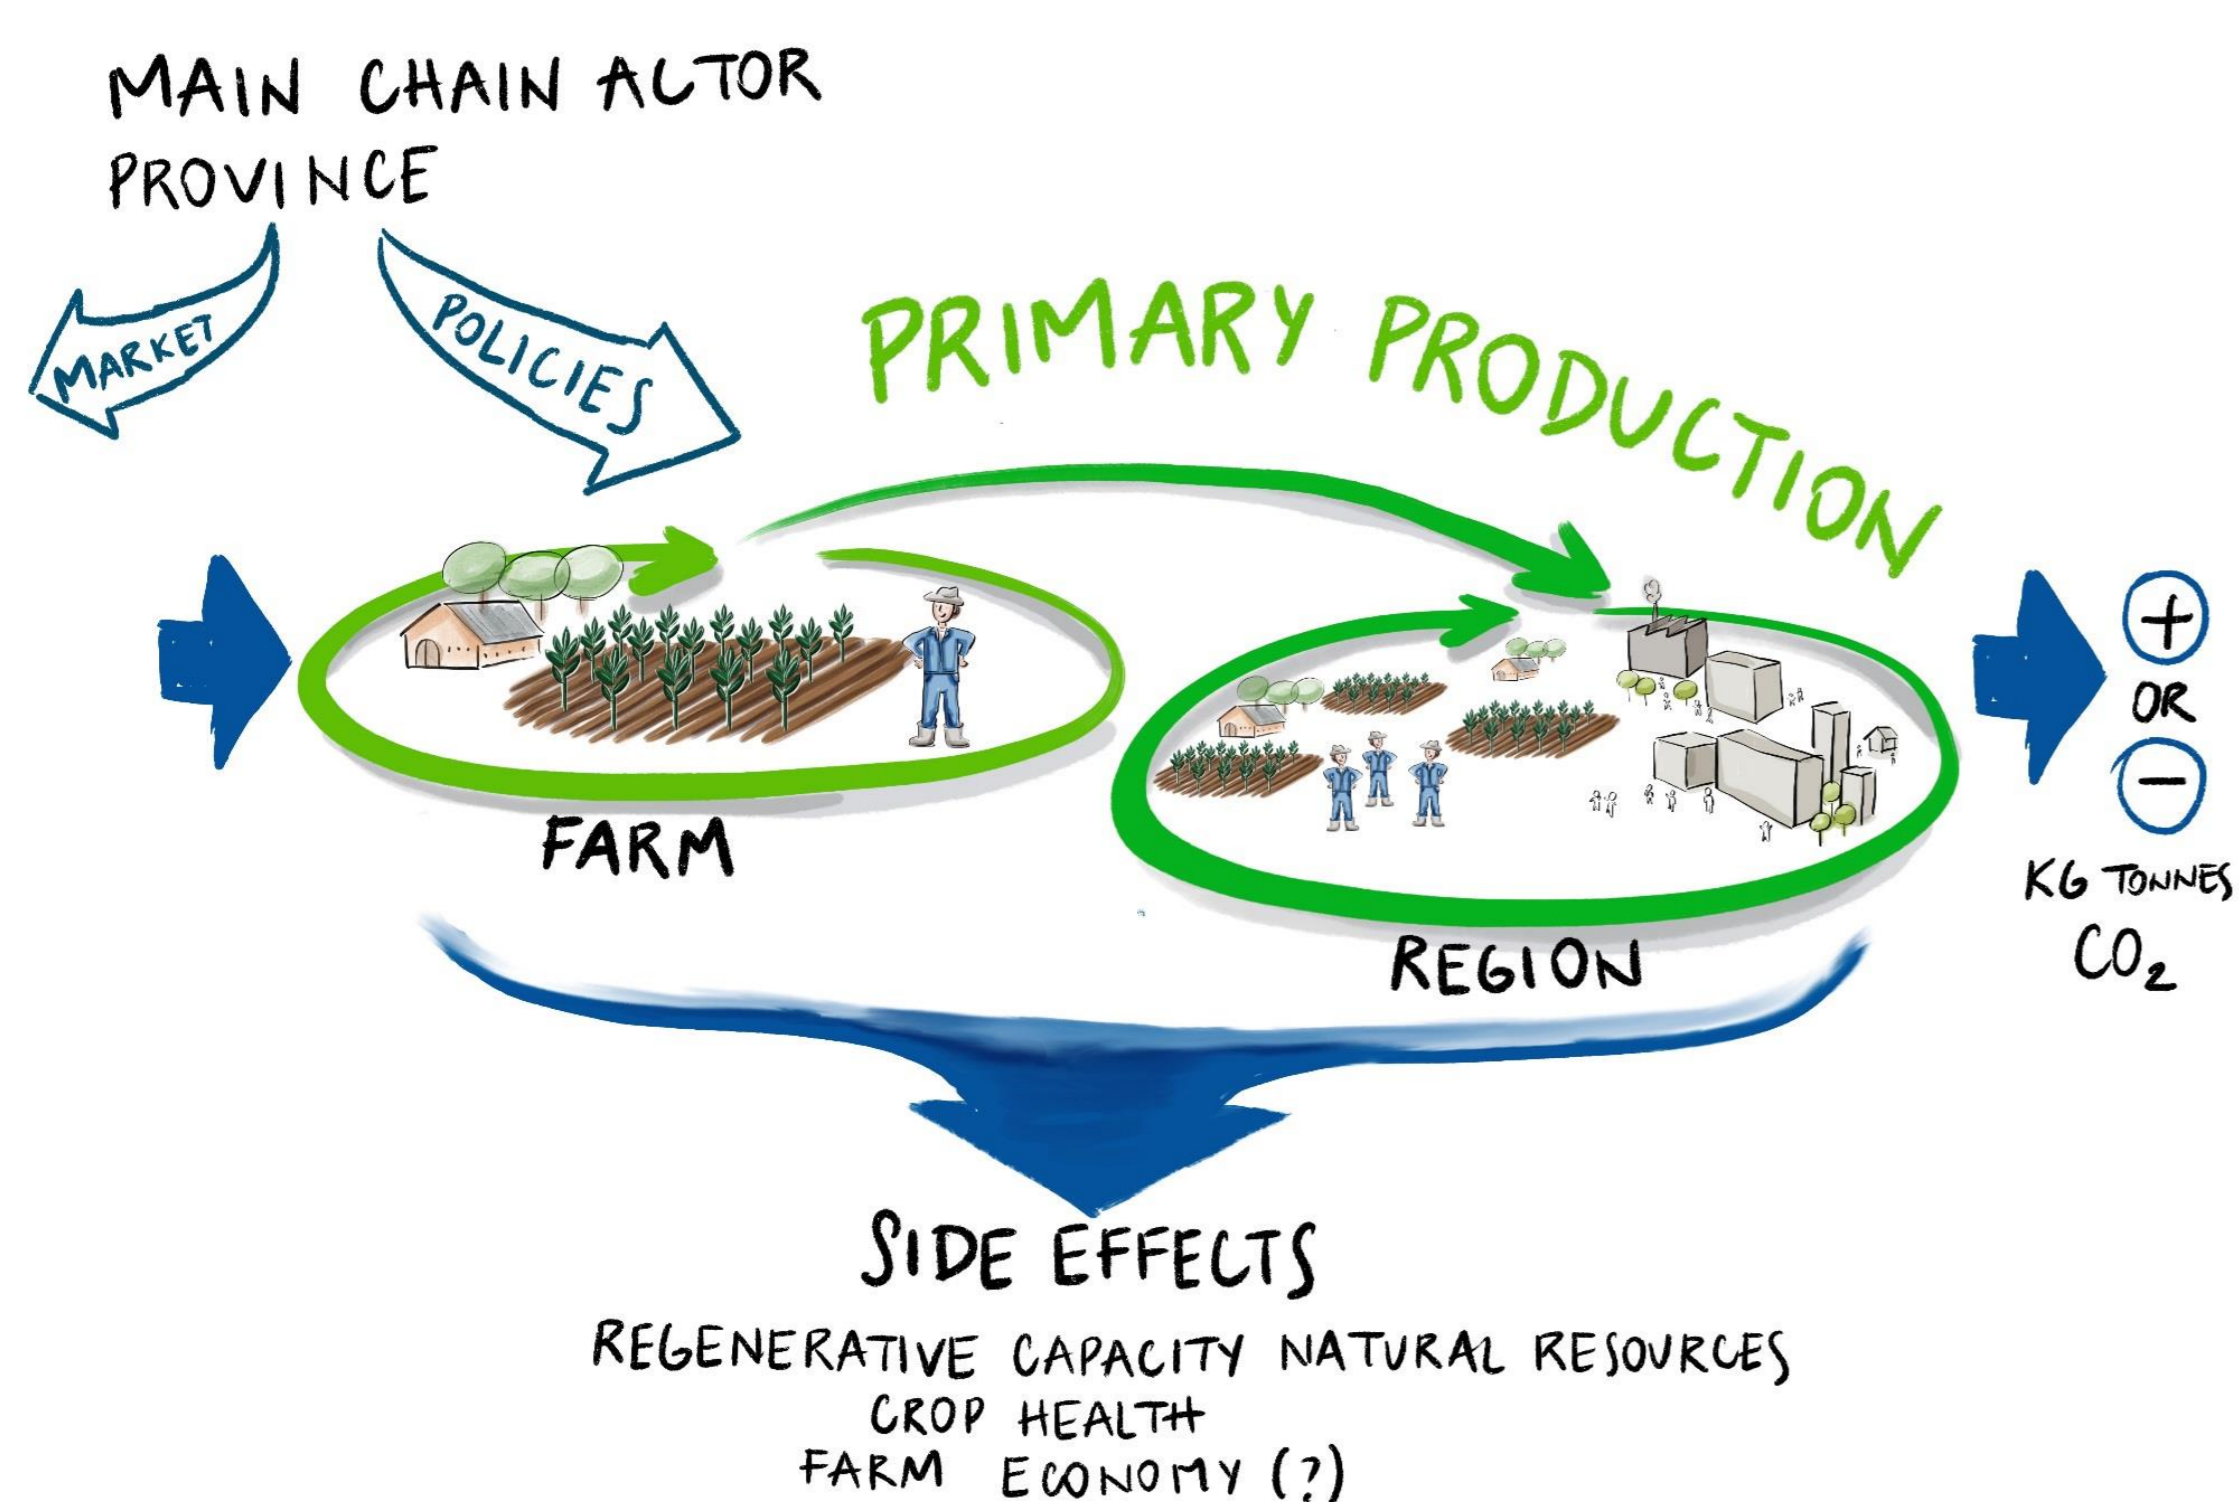 MAIN CHAIN ACTOR
PROVINCE
MARKET
POLICIES
PRIMARY PRODUCTION
FARM
REGION
+
OR
−
KG TONNES
CO₂
SIDE EFFECTS
REGENERATIVE CAPACITY NATURAL RESOURCES
CROP HEALTH
FARM ECONOMY (?)